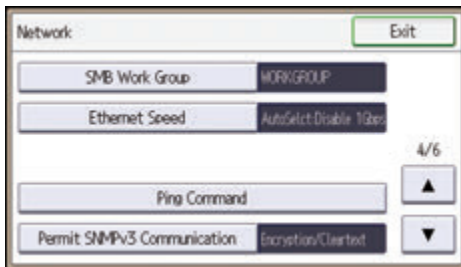 Network
Exit
SMB Work Group WORKGROUP
Ethernet Speed AutoSelct:Disable 1Gbps
4/6
Ping Command
Permit SNMPv3 Communication Encryption/Cleartext